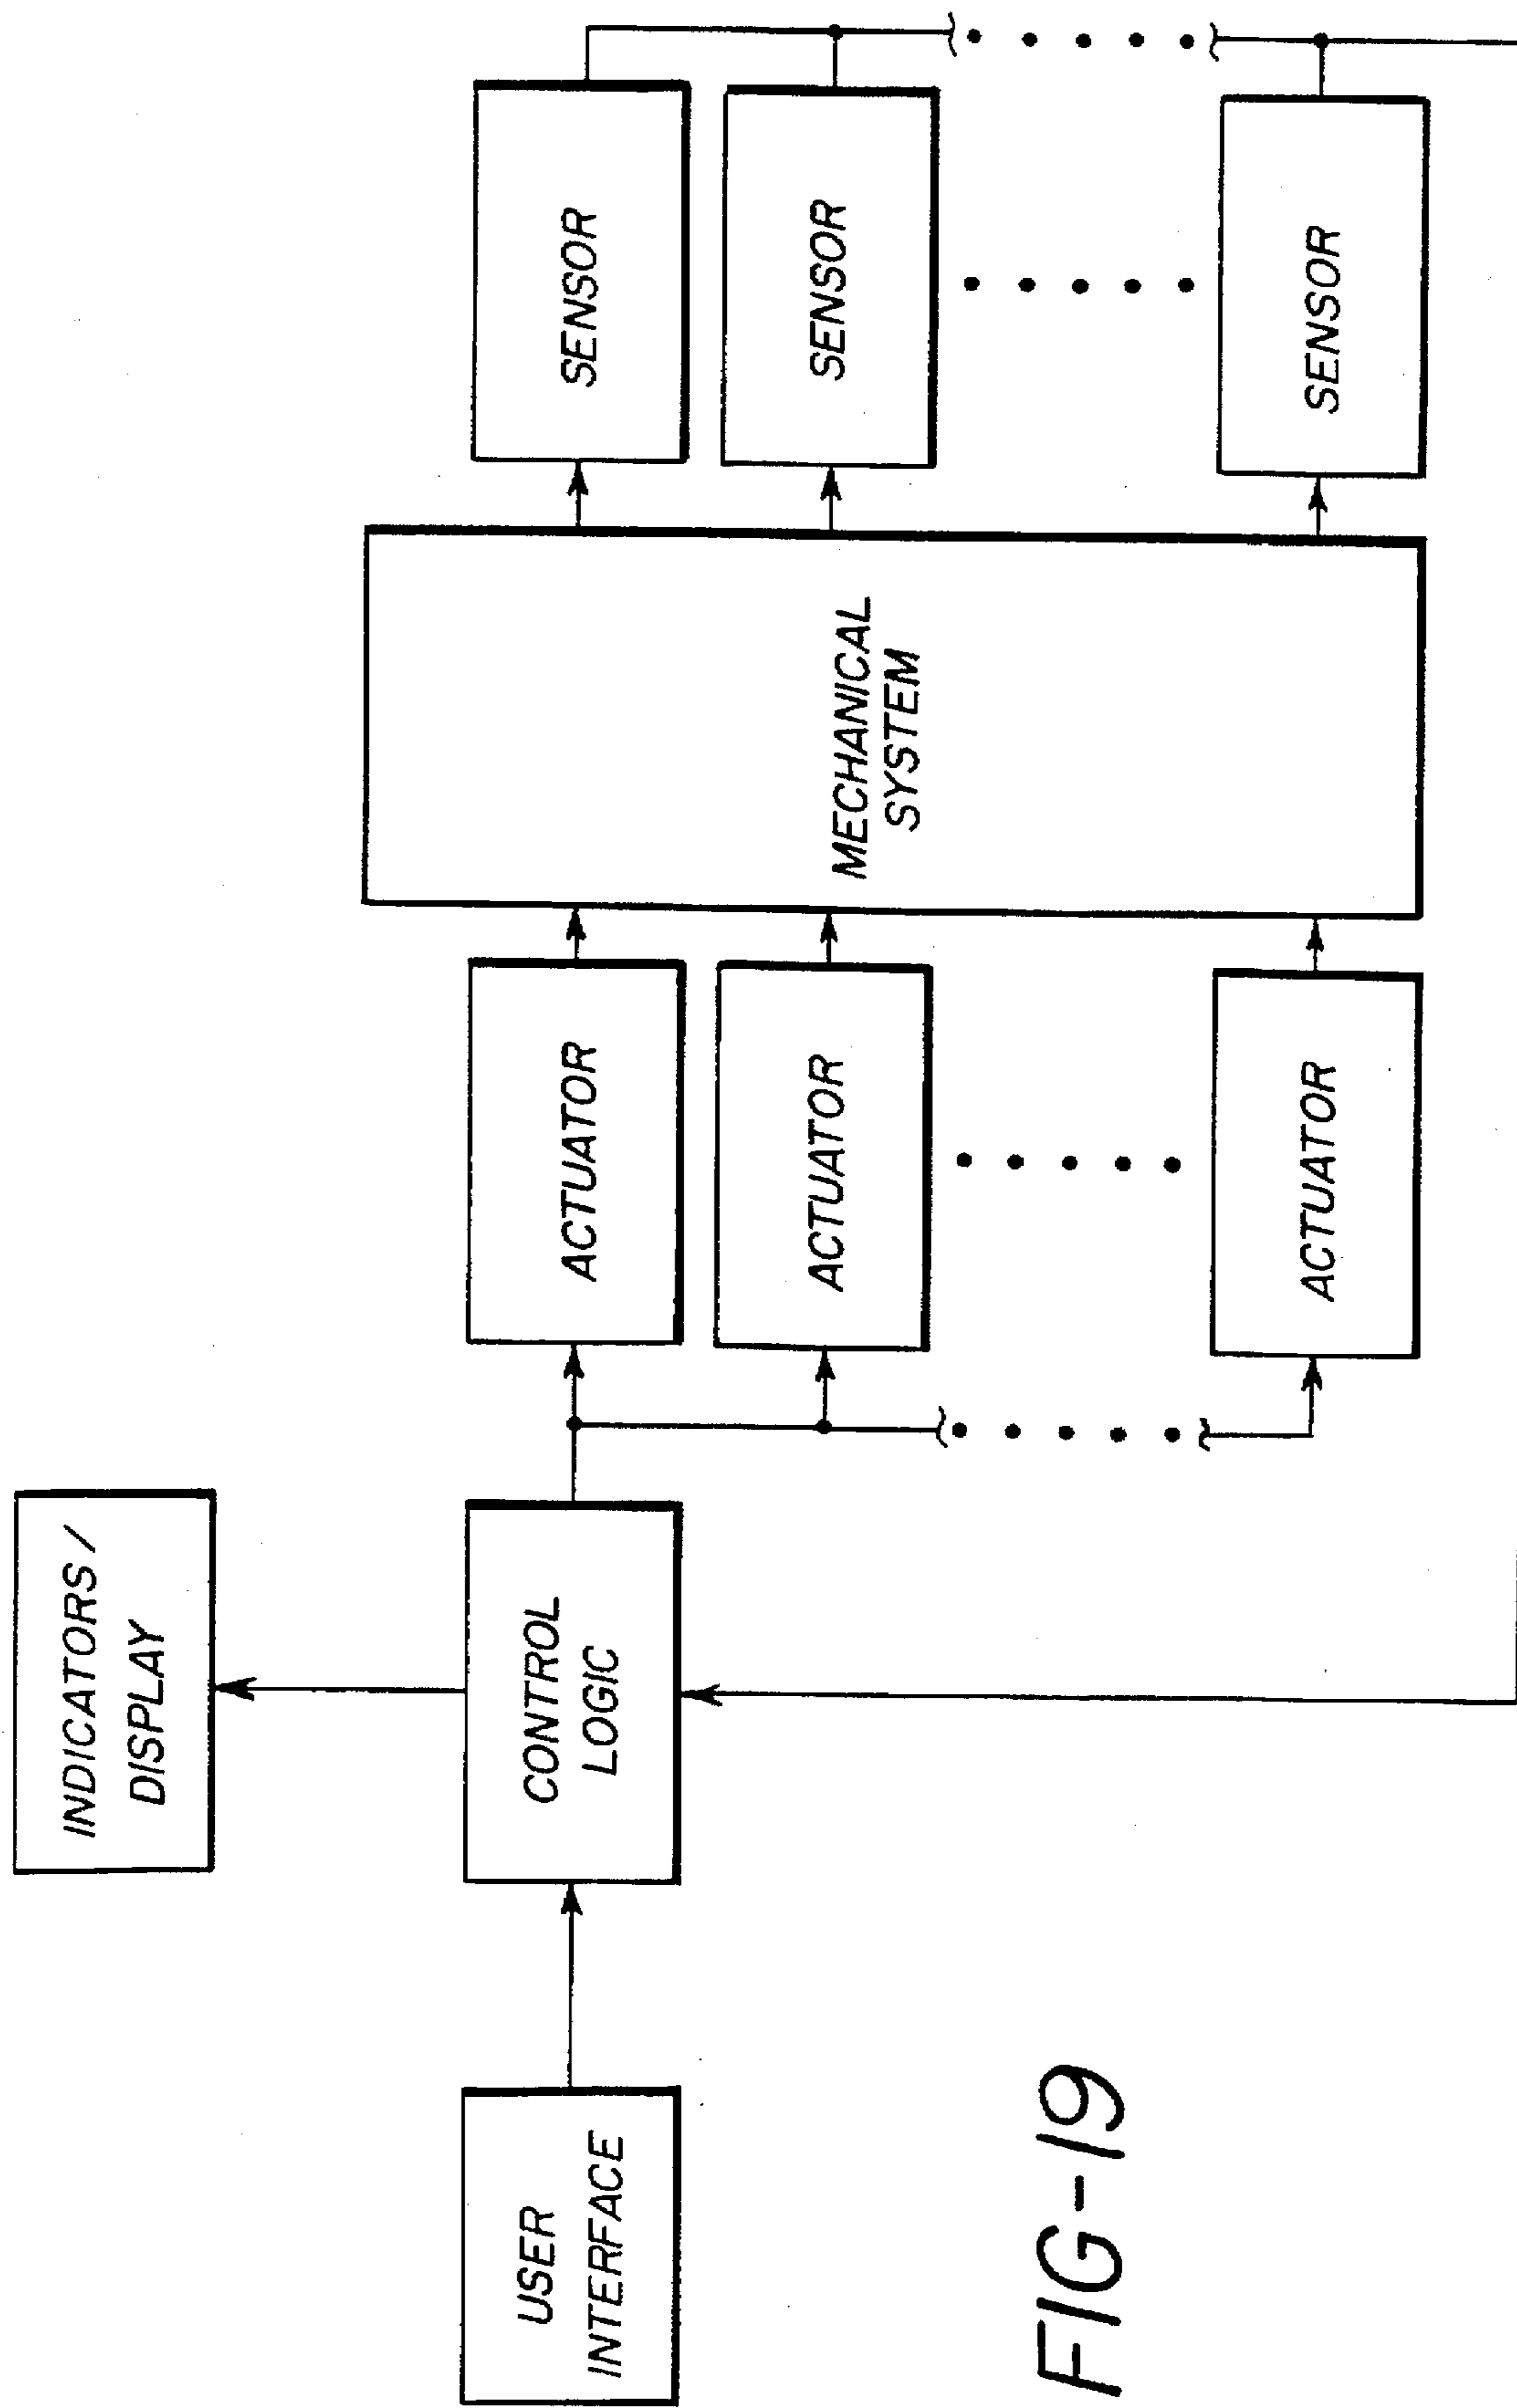 INDICATORS/
DISPLAY
USER
INTERFACE
CONTROL
LOGIC
ACTUATOR
ACTUATOR
ACTUATOR
MECHANICAL
SYSTEM
SENSOR
SENSOR
SENSOR
FIG-19